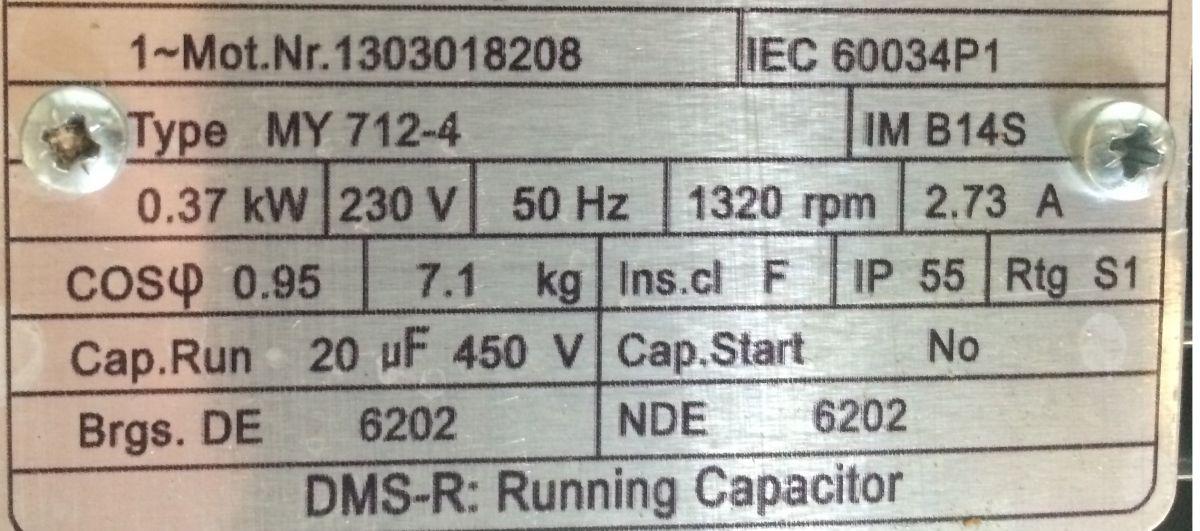 1~Mot.Nr.1303018208 IEC 60034P1
Type MY 712-4 IM B14S
0.37 kW 230 V 50 Hz 1320 rpm 2.73 A
COSφ 0.95 7.1 kg Ins.cl F IP 55 Rtg S1
Cap.Run 20 µF 450 V Cap.Start No
Brgs. DE 6202 NDE 6202
DMS-R: Running Capacitor